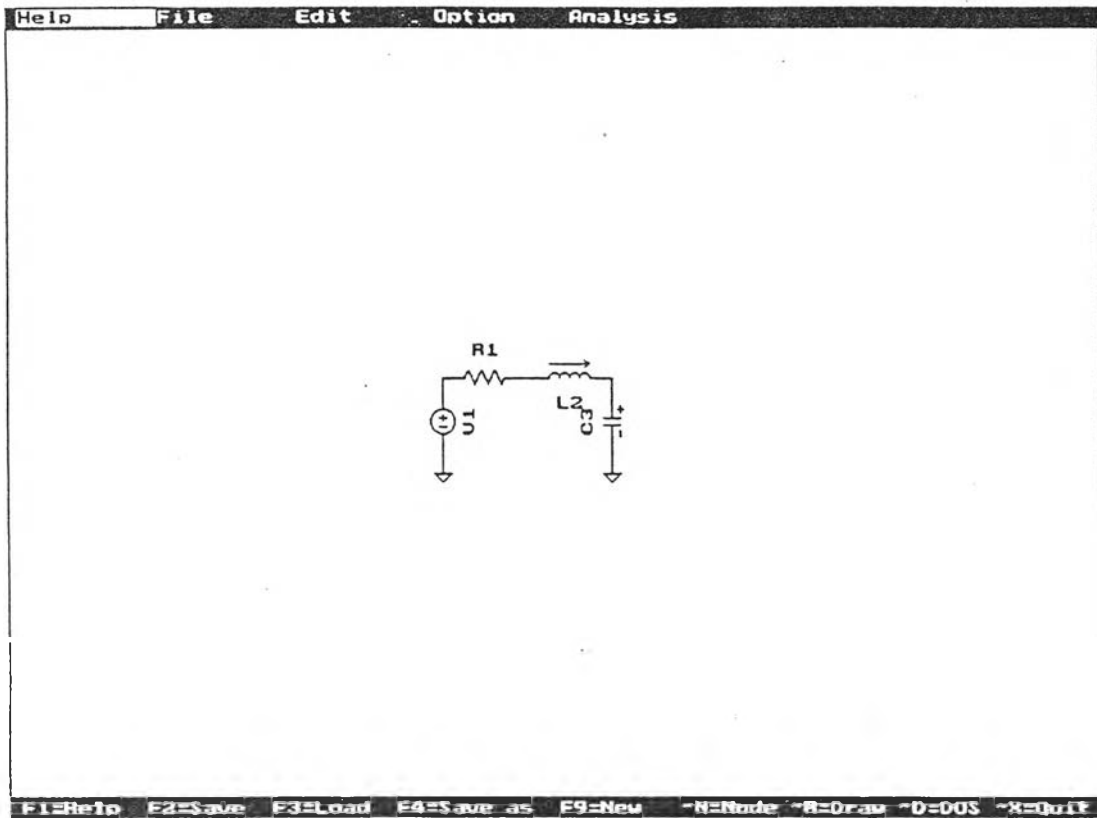 Help File Edit Option Analysis
R1
L2
V1
C3
F1=Help F2=Save F3=Load F4=Save as F9=New ~N=Node ~R=Draw ~D=DOS ~X=Quit